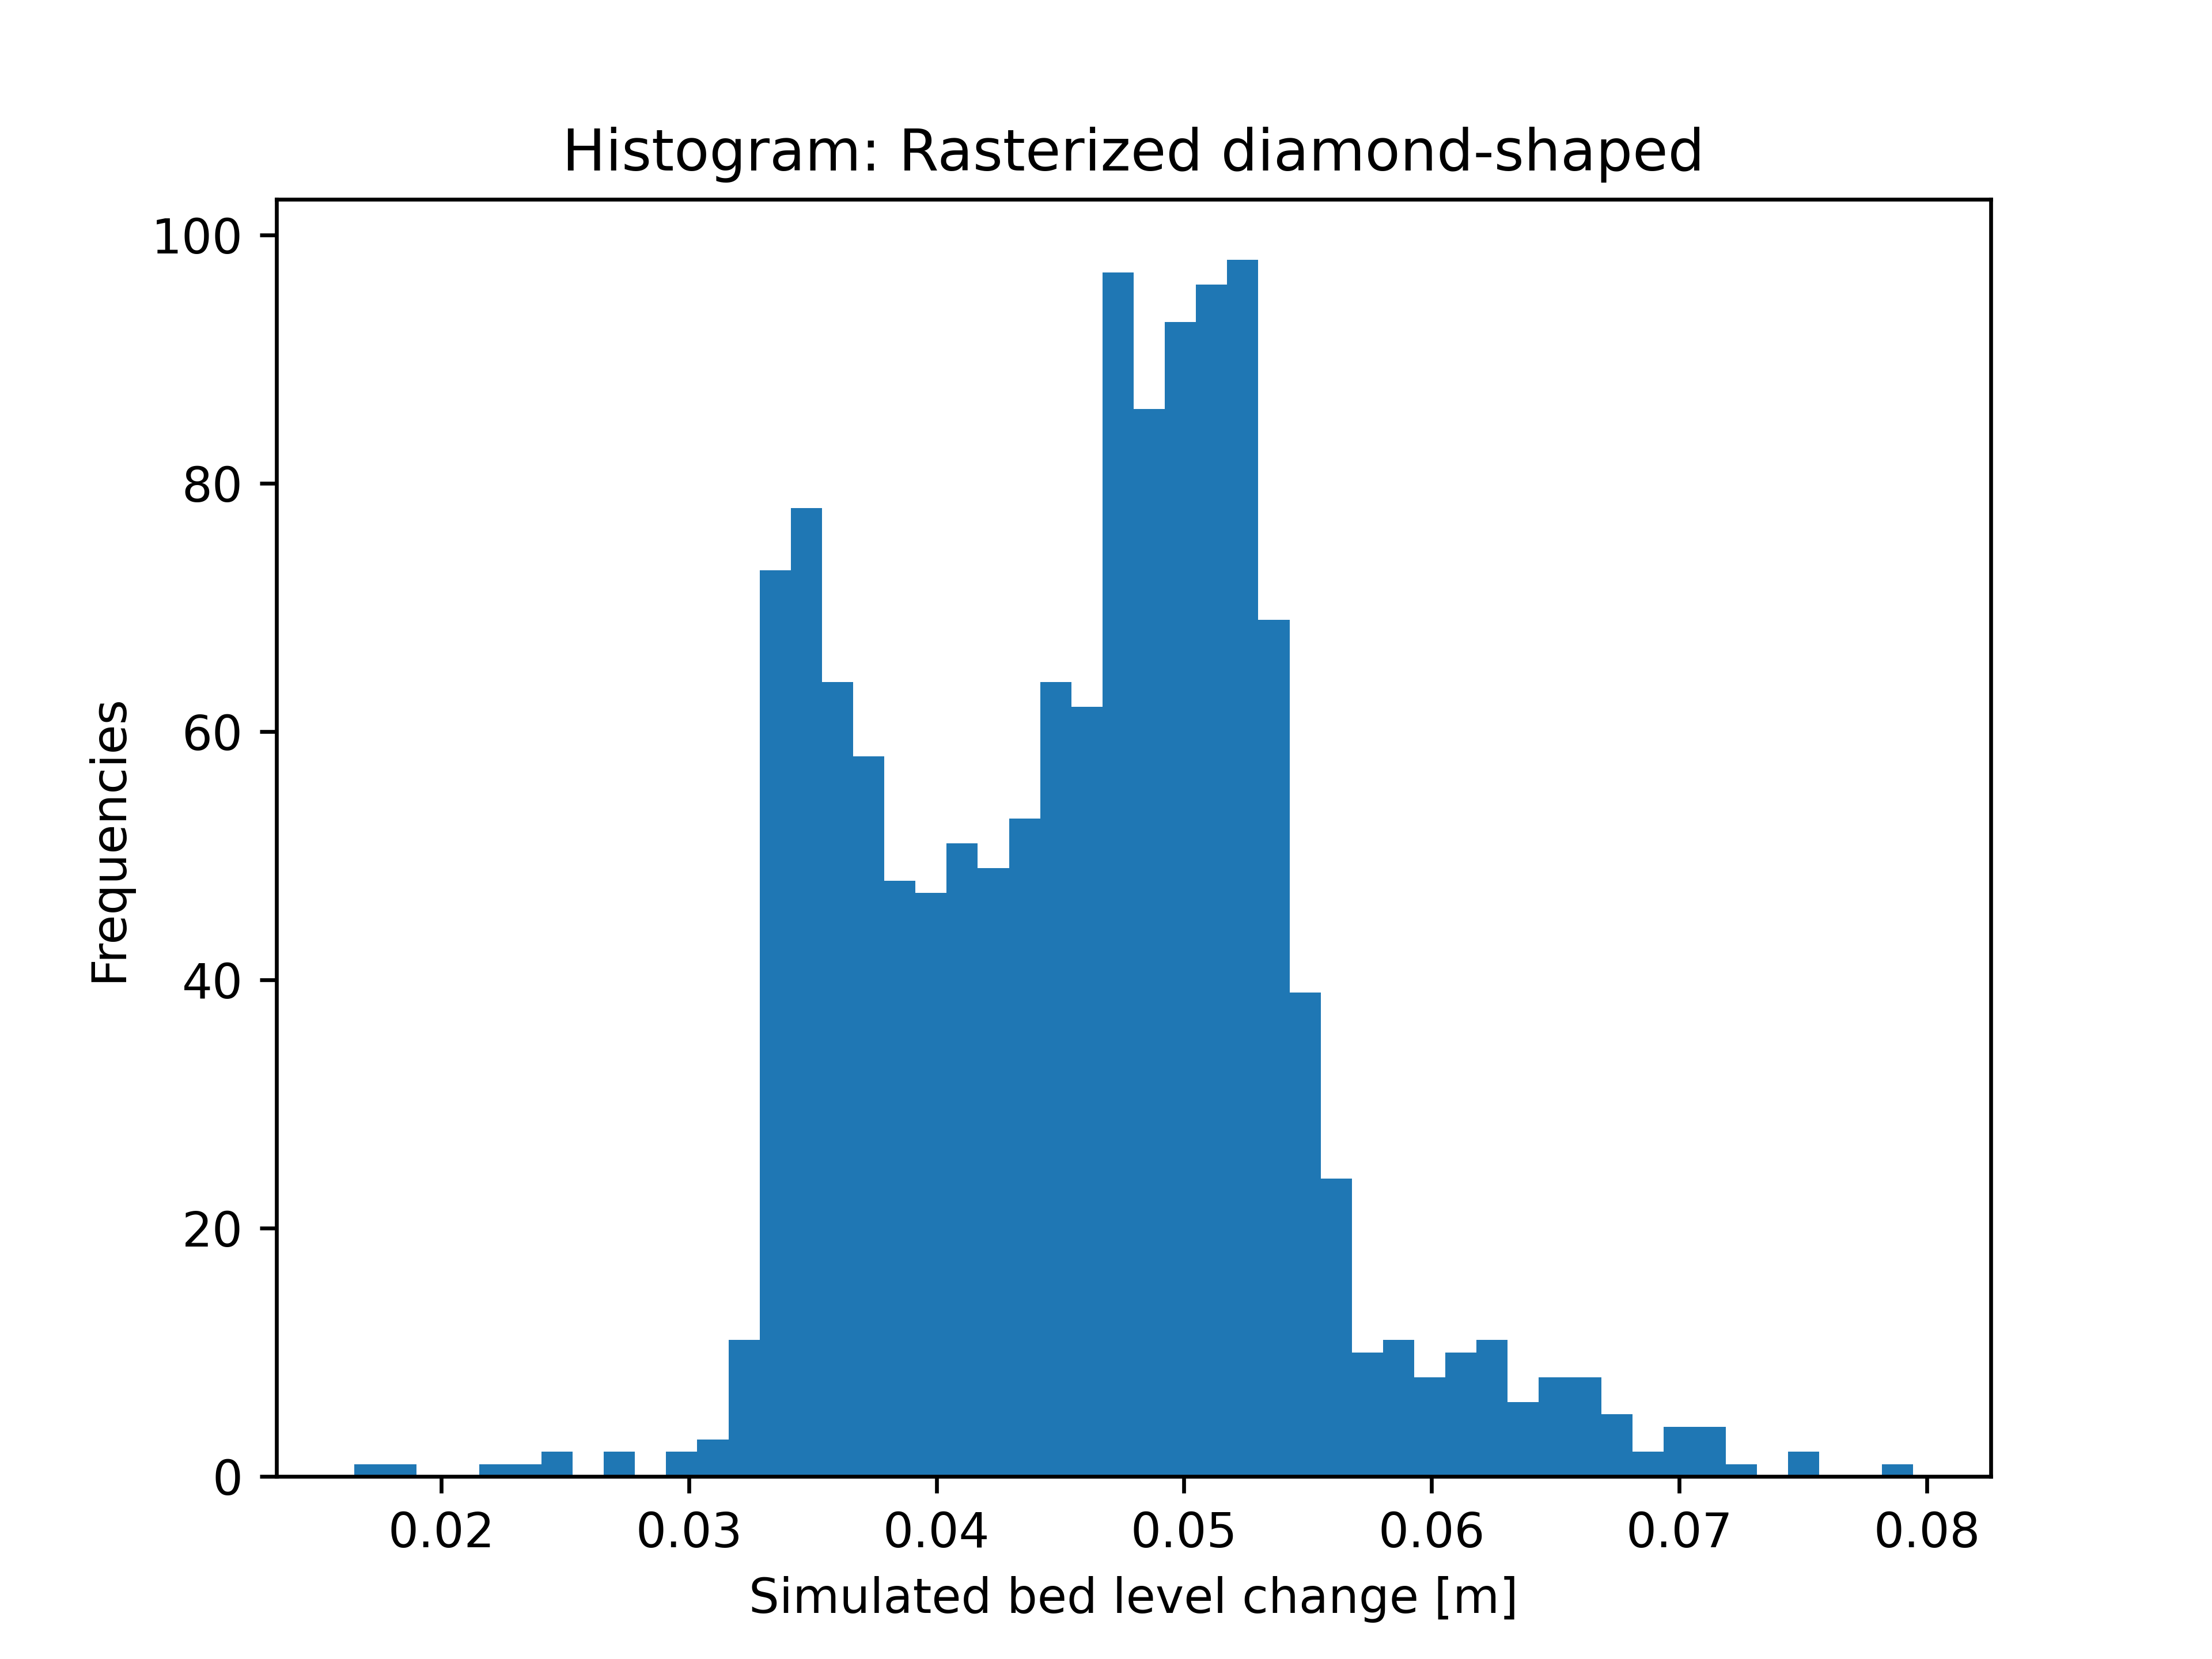 Histogram: Rasterized diamond-shaped
100
80
60
40
20
0
Frequencies
0.02 0.03 0.04 0.05 0.06 0.07 0.08
Simulated bed level change [m]